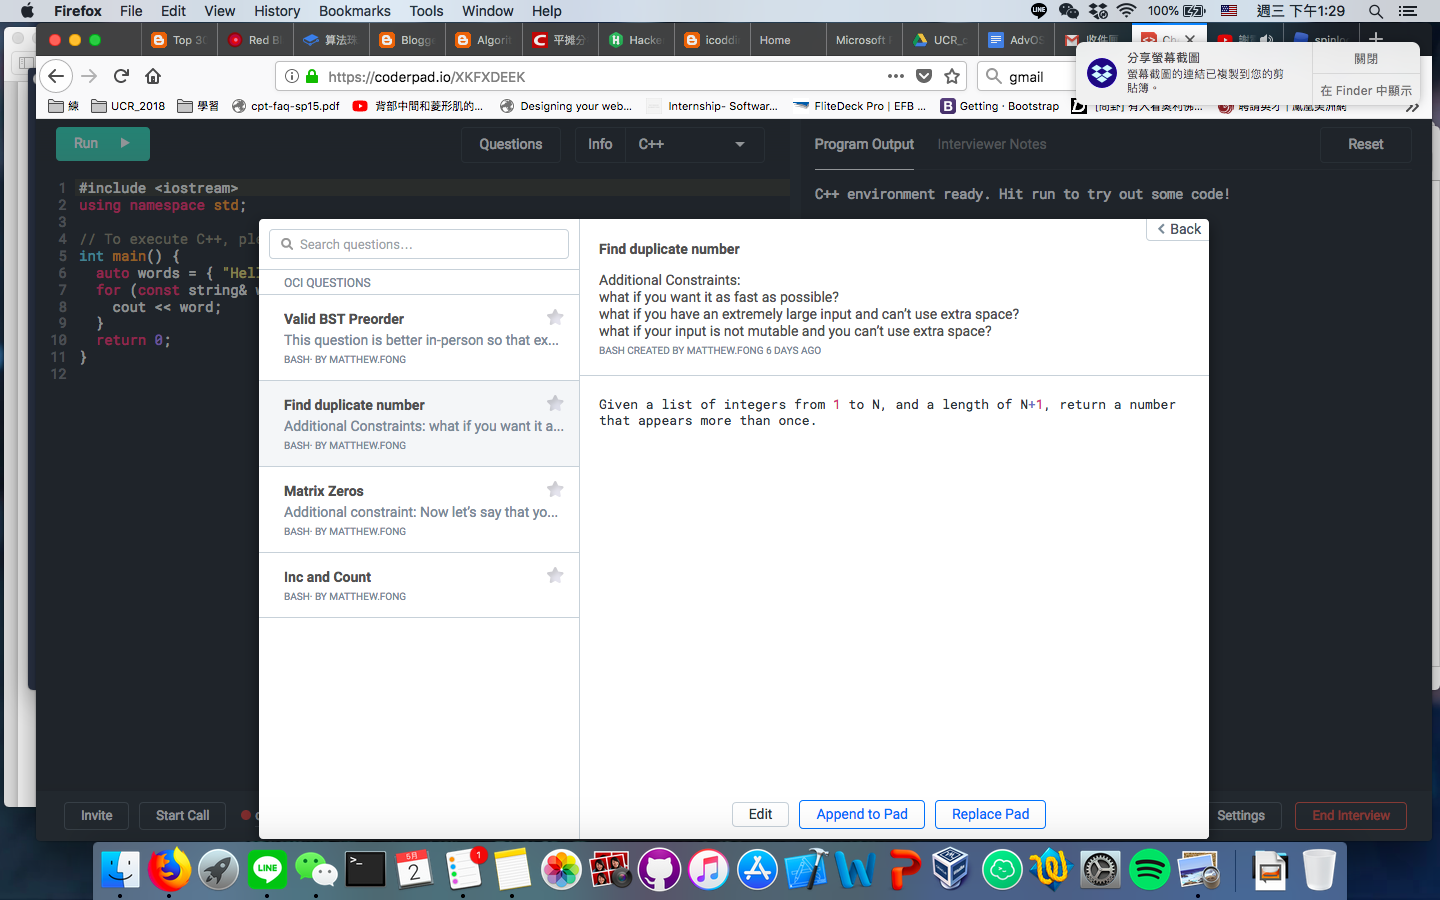 Firefox File Edit View History Bookmarks Tools Window Help
100% 週三 下午1:29
Top 3
Red Bl
算法珠
Blogge
Algorit
平攤分
Hacke
icoddi
Home
Microsoft
UCR_c
AdvOS
收件匣
Ch
spinlo
分享螢幕截圖
螢幕截圖的連結已複製到您的剪
貼簿。
關閉
在 Finder 中顯示
https://coderpad.io/XKFXDEEK
gmail
練 UCR_2018 學習 cpt-faq-sp15.pdf 背部中間和菱形肌的... Designing your web... Internship- Softwar... FliteDeck Pro | EFB ... Getting · Bootstrap
Run
Questions
Info
C++
Program Output
Interviewer Notes
Reset
C++ environment ready. Hit run to try out some code!
1 #include <iostream>
2 using namespace std;
3
4 // To execute C++, ple
5 int main() {
6 auto words = { "Hell
7 for (const string& w
8 cout << word;
9 }
10 return 0;
11 }
12
Search questions...
OCI QUESTIONS
Valid BST Preorder
This question is better in-person so that ex...
BASH· BY MATTHEW.FONG
Find duplicate number
Additional Constraints: what if you want it a...
BASH· BY MATTHEW.FONG
Matrix Zeros
Additional constraint: Now let's say that yo...
BASH· BY MATTHEW.FONG
Inc and Count
BASH· BY MATTHEW.FONG
Back
Find duplicate number
Additional Constraints:
what if you want it as fast as possible?
what if you have an extremely large input and can't use extra space?
what if your input is not mutable and you can't use extra space?
BASH CREATED BY MATTHEW.FONG 6 DAYS AGO
Given a list of integers from 1 to N, and a length of N+1, return a number
that appears more than once.
Edit
Append to Pad
Replace Pad
Invite
Start Call
Settings
End Interview
LINE
5月
2
1